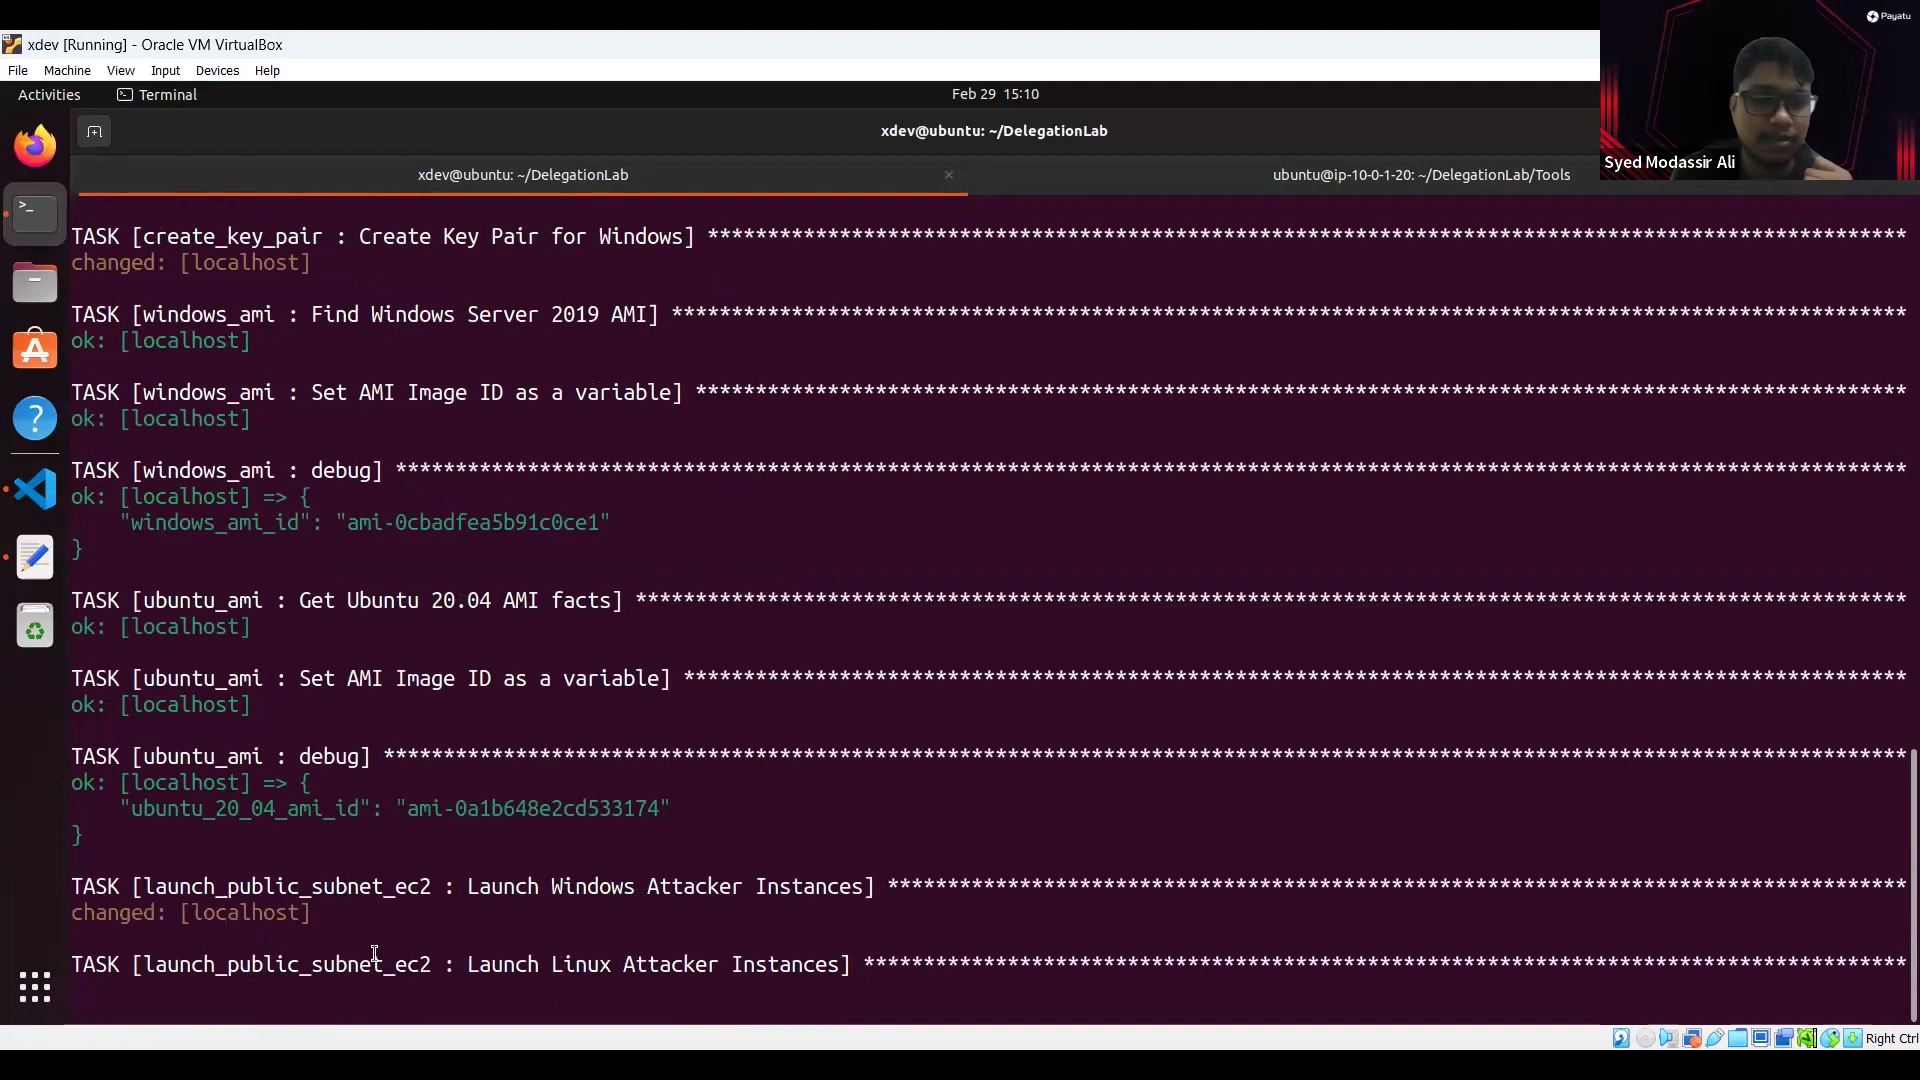 Payatu
xdev [Running] - Oracle VM VirtualBox
File Machine View Input Devices Help
Activities Terminal Feb 29 15:10
xdev@ubuntu: ~/DelegationLab
Syed Modassir Ali
xdev@ubuntu: ~/DelegationLab × ubuntu@ip-10-0-1-20: ~/DelegationLab/Tools
TASK [create_key_pair : Create Key Pair for Windows] ****************************************************************************************************
changed: [localhost]
TASK [windows_ami : Find Windows Server 2019 AMI] *******************************************************************************************************
ok: [localhost]
TASK [windows_ami : Set AMI Image ID as a variable] *****************************************************************************************************
ok: [localhost]
TASK [windows_ami : debug] ******************************************************************************************************************************
ok: [localhost] => {
    "windows_ami_id": "ami-0cbadfea5b91c0ce1"
}
TASK [ubuntu_ami : Get Ubuntu 20.04 AMI facts] **********************************************************************************************************
ok: [localhost]
TASK [ubuntu_ami : Set AMI Image ID as a variable] ******************************************************************************************************
ok: [localhost]
TASK [ubuntu_ami : debug] *******************************************************************************************************************************
ok: [localhost] => {
    "ubuntu_20_04_ami_id": "ami-0a1b648e2cd533174"
}
TASK [launch_public_subnet_ec2 : Launch Windows Attacker Instances] *************************************************************************************
changed: [localhost]
TASK [launch_public_subnet_ec2 : Launch Linux Attacker Instances] ***************************************************************************************
Right Ctrl